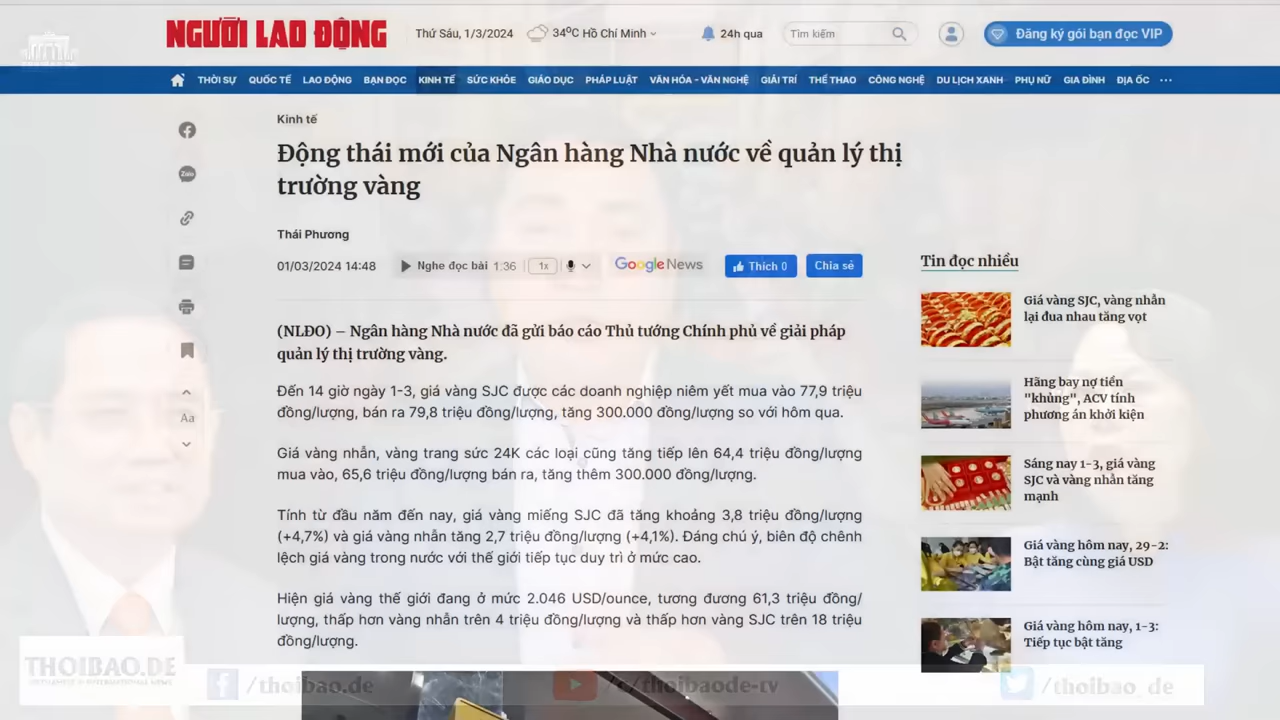 NGƯỜI LAO ĐỘNG
Thứ Sáu, 1/3/2024
34ºC Hồ Chí Minh
24h qua
Tìm kiếm
Đăng ký gói bạn đọc VIP
THỜI SỰ QUỐC TẾ LAO ĐỘNG BẠN ĐỌC KINH TẾ SỨC KHỎE GIÁO DỤC PHÁP LUẬT VĂN HÓA - VĂN NGHỆ GIẢI TRÍ THỂ THAO CÔNG NGHỆ DU LỊCH XANH PHỤ NỮ GIA ĐÌNH ĐỊA ỐC ...
Kinh tế
Động thái mới của Ngân hàng Nhà nước về quản lý thị
trường vàng
Thái Phương
01/03/2024 14:48
Nghe đọc bài 1:36
1x
Google News
Thích 0
Chia sẻ
Zalo
Aa
(NLĐO) – Ngân hàng Nhà nước đã gửi báo cáo Thủ tướng Chính phủ về giải pháp
quản lý thị trường vàng.
Đến 14 giờ ngày 1-3, giá vàng SJC được các doanh nghiệp niêm yết mua vào 77,9 triệu
đồng/lượng, bán ra 79,8 triệu đồng/lượng, tăng 300.000 đồng/lượng so với hôm qua.
Giá vàng nhẫn, vàng trang sức 24K các loại cũng tăng tiếp lên 64,4 triệu đồng/lượng
mua vào, 65,6 triệu đồng/lượng bán ra, tăng thêm 300.000 đồng/lượng.
Tính từ đầu năm đến nay, giá vàng miếng SJC đã tăng khoảng 3,8 triệu đồng/lượng
(+4,7%) và giá vàng nhẫn tăng 2,7 triệu đồng/lượng (+4,1%). Đáng chú ý, biên độ chênh
lệch giá vàng trong nước với thế giới tiếp tục duy trì ở mức cao.
Hiện giá vàng thế giới đang ở mức 2.046 USD/ounce, tương đương 61,3 triệu đồng/
lượng, thấp hơn vàng nhẫn trên 4 triệu đồng/lượng và thấp hơn vàng SJC trên 18 triệu
đồng/lượng.
Tin đọc nhiều
Giá vàng SJC, vàng nhẫn
lại đua nhau tăng vọt
Hãng bay nợ tiền
"khủng", ACV tính
phương án khởi kiện
Sáng nay 1-3, giá vàng
SJC và vàng nhẫn tăng
mạnh
Giá vàng hôm nay, 29-2:
Bật tăng cùng giá USD
Giá vàng hôm nay, 1-3:
Tiếp tục bật tăng
THOIBAO.DE
/thoibao.de
/c/thoibaode-tv
/thoibao_de